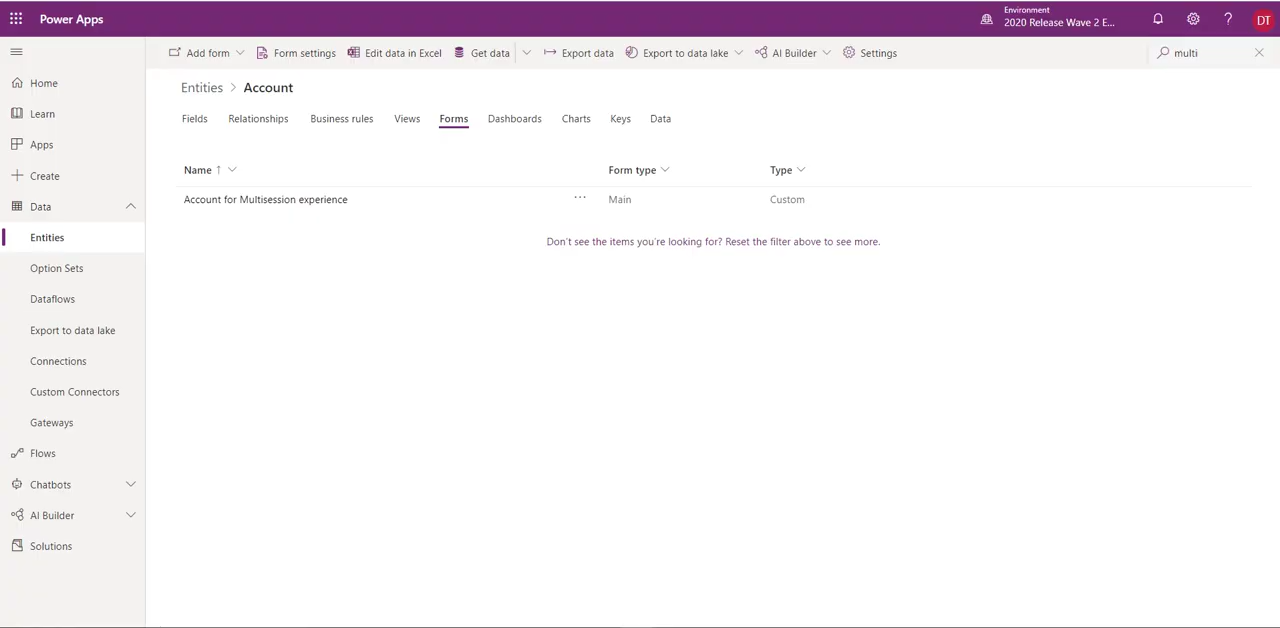 Power Apps
Environment
2020 Release Wave 2 E...
DT
Add form
Form settings
Edit data in Excel
Get data
Export data
Export to data lake
AI Builder
Settings
multi
Home
Learn
Apps
Create
Data
Entities
Option Sets
Dataflows
Export to data lake
Connections
Custom Connectors
Gateways
Flows
Chatbots
AI Builder
Solutions
Entities > Account
Fields Relationships Business rules Views Forms Dashboards Charts Keys Data
Name ↑ Form type Type
Account for Multisession experience ... Main Custom
Don't see the items you're looking for? Reset the filter above to see more.